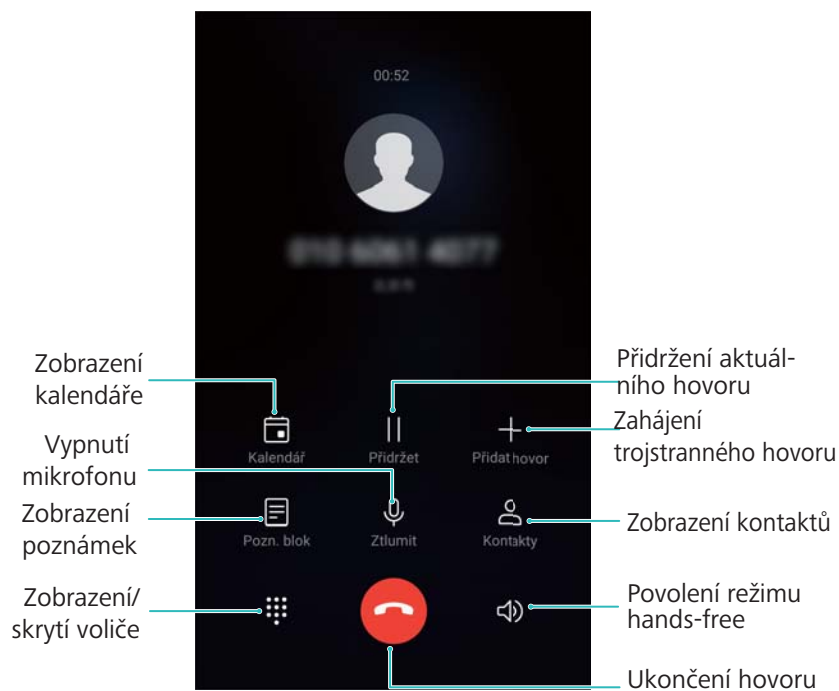 00:52
Zobrazení
kalendáře
Vypnutí
mikrofonu
Zobrazení
poznámek
Zobrazení/
skrytí voliče
Kalendář
Přidržet
Přidat hovor
Pozn. blok
Ztlumit
Kontakty
Přidržení aktuál-
ního hovoru
Zahájení
trojstranného hovoru
Zobrazení kontaktů
Povolení režimu
hands-free
Ukončení hovoru